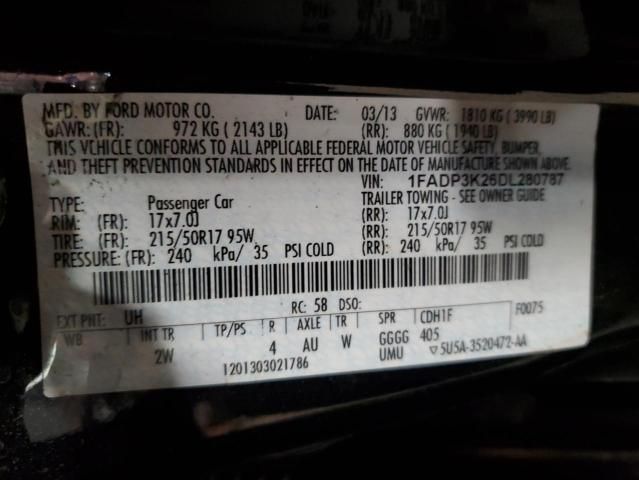 MFD. BY FORD MOTOR CO. DATE: 03/13 GVWR: 1810 KG ( 3990 LB)
GAWR: (FR): 972 KG ( 2143 LB) (RR): 880 KG ( 1940 LB)
THIS VEHICLE CONFORMS TO ALL APPLICABLE FEDERAL MOTOR VEHICLE SAFETY, BUMPER,
AND THEFT PREVENTION STANDARDS IN EFFECT ON THE DATE OF MANUFACTURE SHOWN ABOVE.
VIN: 1FADP3K26DL280787
TYPE: Passenger Car TRAILER TOWING - SEE OWNER GUIDE
RIM: (FR): 17x7.0J (RR): 17x7.0J
TIRE: (FR): 215/50R17 95W (RR): 215/50R17 95W
PRESSURE: (FR): 240 kPa/ 35 PSI COLD (RR): 240 kPa/ 35 PSI COLD
EXT PNT: UH RC: 58 DSO: F0075
WB INT TR TP/PS R AXLE TR SPR CDH1F
2W 4 AU W GGGG 405
1201303021786 UMU ▽5U5A-3520472-AA